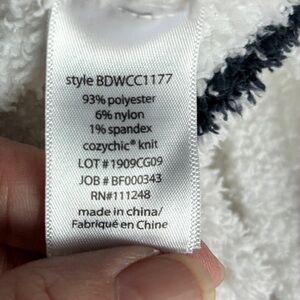 style BDWCC1177
93% polyester
6% nylon
1% spandex
cozychic® knit
LOT # 1909CG09
JOB # BF000343
RN# 111248
made in china/
Fabriqué en Chine